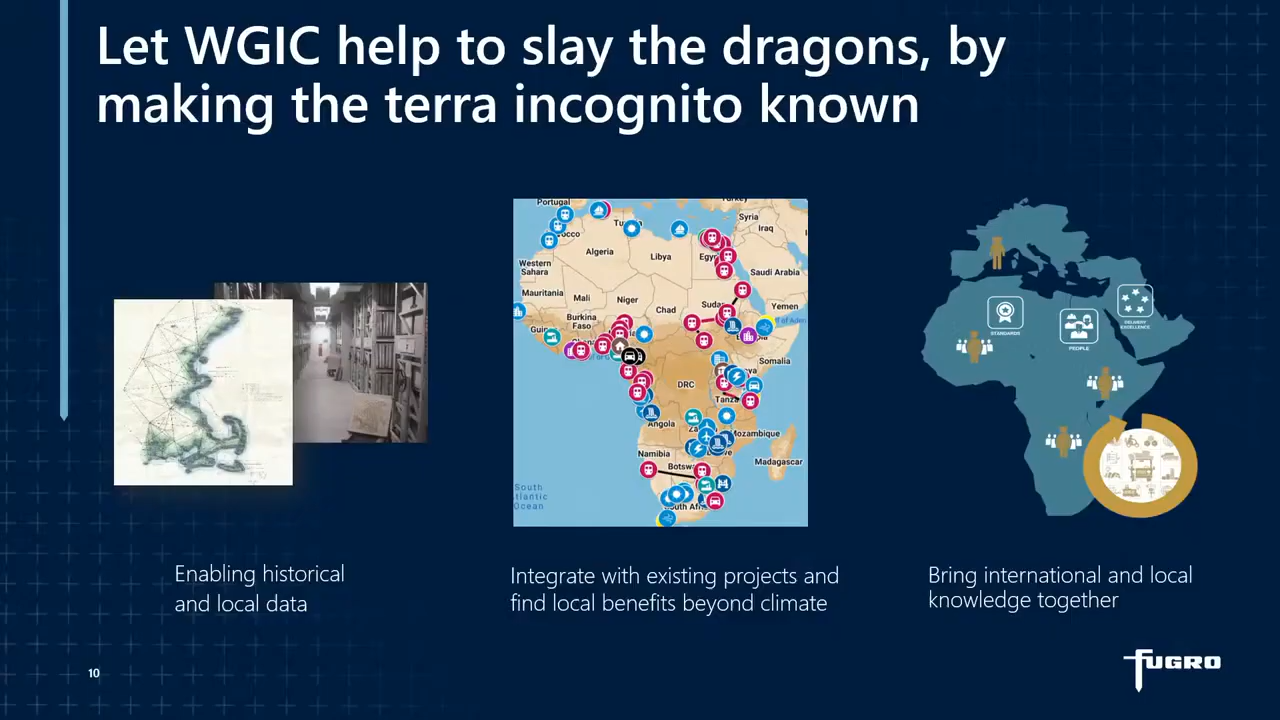 Let WGIC help to slay the dragons, by
making the terra incognito known
Portugal
Turkey
Syria
Iraq
Algeria
Libya
Western
Sahara
Saudi Arabia
Mauritania
Mali
Niger
Chad
Yemen
Burkina
Faso
Somalia
DRC
Angola
Mozambique
Madagascar
Namibia
South
Ocean
STANDARDS
PEOPLE
DELIVERY
EXCELLENCE
Enabling historical
and local data
Integrate with existing projects and
find local benefits beyond climate
Bring international and local
knowledge together
10
FUGRO